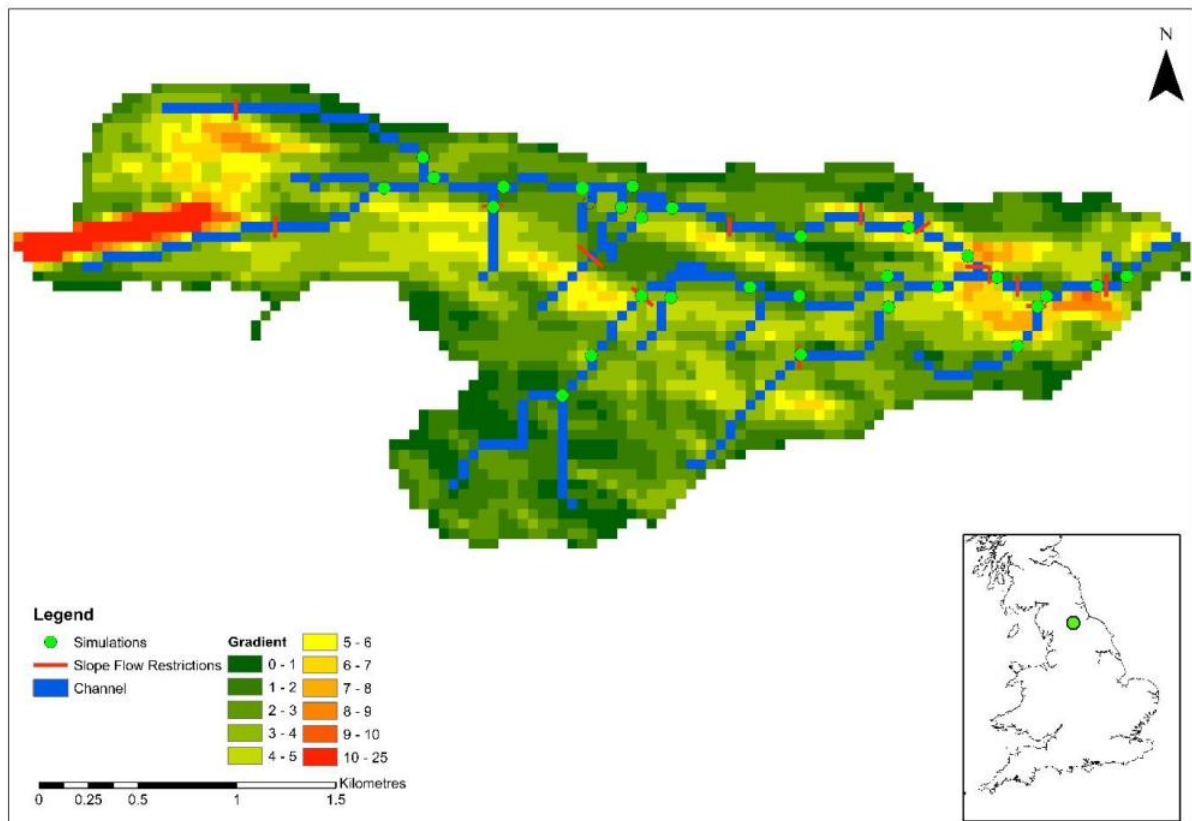 N
Legend
Simulations
Slope Flow Restrictions
Channel
Gradient
0 - 1
1 - 2
2 - 3
3 - 4
4 - 5
5 - 6
6 - 7
7 - 8
8 - 9
9 - 10
10 - 25
Kilometres
0 0.25 0.5 1 1.5